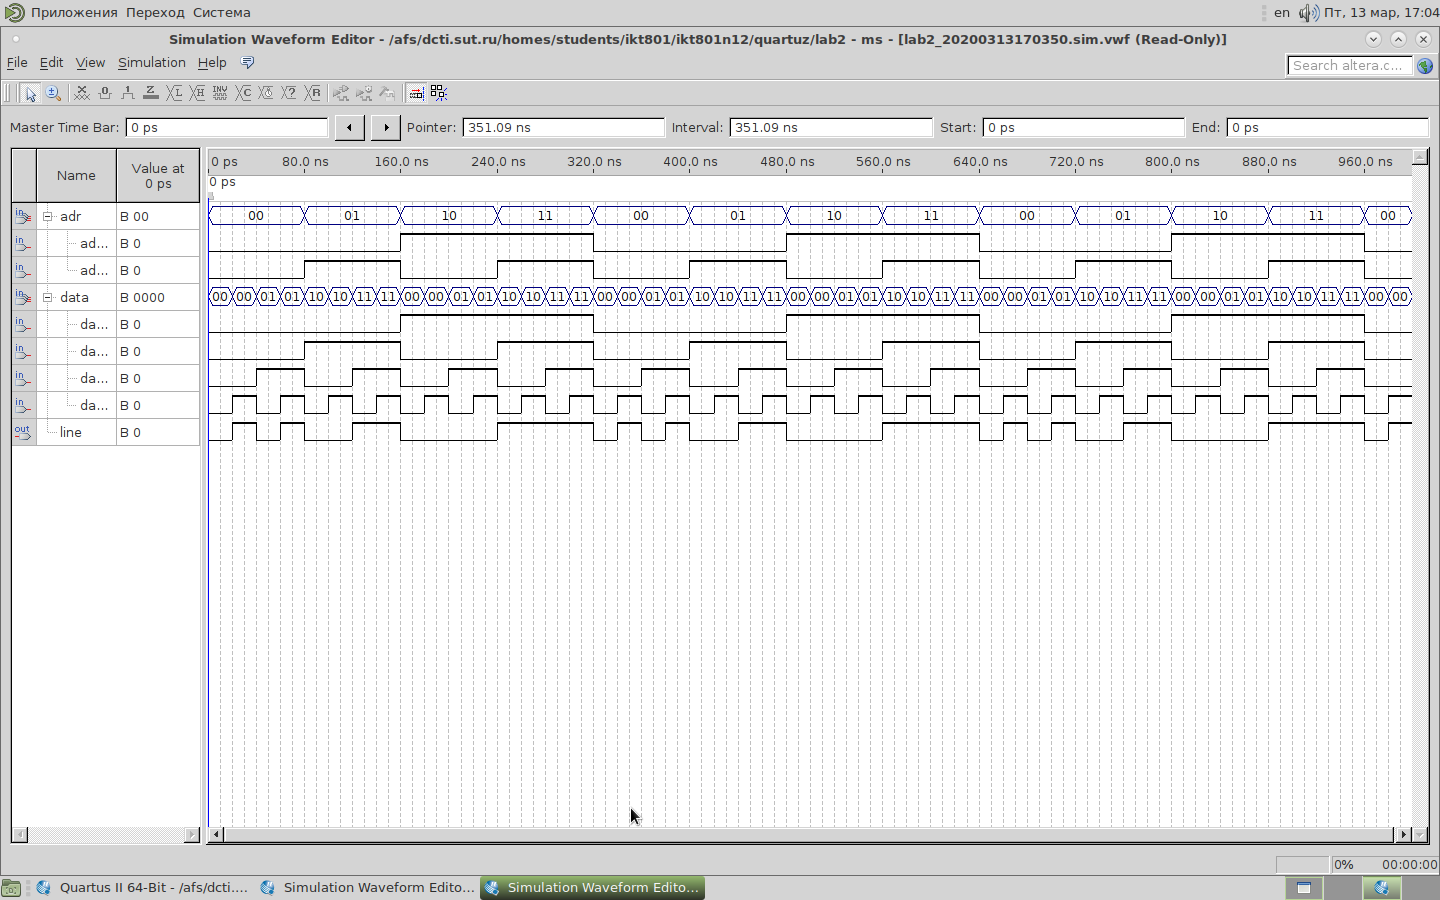 Приложения Переход Система en Пт, 13 мар, 17:04
Simulation Waveform Editor - /afs/dcti.sut.ru/homes/students/ikt801/ikt801n12/quartuz/lab2 - ms - [lab2_20200313170350.sim.vwf (Read-Only)]
File Edit View Simulation Help Search altera.c...
Master Time Bar: 0 ps Pointer: 351.09 ns Interval: 351.09 ns Start: 0 ps End: 0 ps
Name Value at 0 ps 0 ps 80.0 ns 160.0 ns 240.0 ns 320.0 ns 400.0 ns 480.0 ns 560.0 ns 640.0 ns 720.0 ns 800.0 ns 880.0 ns 960.0 ns
0 ps
in adr B 00 00 01 10 11 00 01 10 11 00 01 10 11 00
in ad... B 0
in ad... B 0
in data B 0000 00 00 01 01 10 10 11 11 00 00 01 01 10 10 11 11 00 00 01 01 10 10 11 11 00 00 01 01 10 10 11 11 00 00 01 01 10 10 11 11 00 00 01 01 10 10 11 11 00 00
in da... B 0
in da... B 0
in da... B 0
in da... B 0
out line B 0
0% 00:00:00
Quartus II 64-Bit - /afs/dcti.... Simulation Waveform Edito... Simulation Waveform Edito...